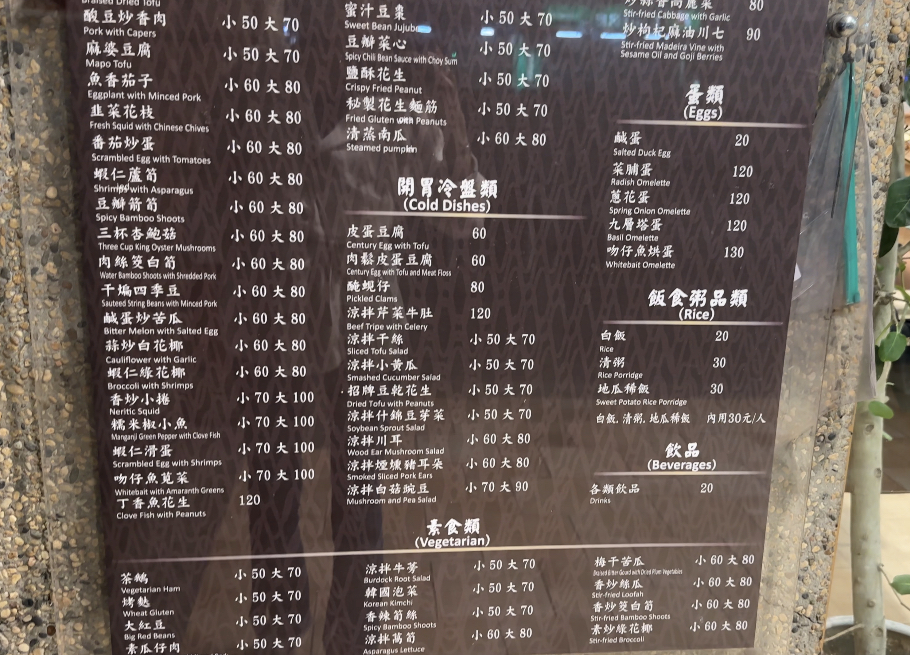 Braised Dried Tofu
酸豆炒香肉 小 50 大 70
Pork with Capers
麻婆豆腐 小 50 大 70
Mapo Tofu
魚香茄子 小 60 大 80
Eggplant with Minced Pork
韭菜花枝 小 60 大 80
Fresh Squid with Chinese Chives
番茄炒蛋 小 60 大 80
Scrambled Egg with Tomatoes
蝦仁蘆筍 小 60 大 80
Shrimp with Asparagus
豆瓣箭筍 小 60 大 80
Spicy Bamboo Shoots
三杯杏鮑菇 小 60 大 80
Three Cup King Oyster Mushrooms
肉絲筊白筍 小 60 大 80
Water Bamboo Shoots with Shredded Pork
干煸四季豆 小 60 大 80
Sauteed String Beans with Minced Pork
鹹蛋炒苦瓜 小 60 大 80
Bitter Melon with Salted Egg
蒜炒白花椰 小 60 大 80
Cauliflower with Garlic
蝦仁綠花椰 小 60 大 80
Broccoli with Shrimps
香炒小捲 小 70 大 100
Neritic Squid
糯米椒小魚 小 70 大 100
Manganji Green Pepper with Clove Fish
蝦仁滑蛋 小 70 大 100
Scrambled Egg with Shrimps
吻仔魚莧菜 小 70 大 100
Whitebait with Amaranth Greens
丁香魚花生 120
Clove Fish with Peanuts
蜜汁豆棗 小 50 大 70
Sweet Bean Jujube
豆瓣菜心 小 50 大 70
Spicy Chili Bean Sauce with Choy Sum
鹽酥花生 小 50 大 70
Crispy Fried Peanut
秘製花生麵筋 小 50 大 70
Fried Gluten with Peanuts
清蒸南瓜 小 60 大 80
Steamed pumpkin
開胃冷盤類
(Cold Dishes)
皮蛋豆腐 60
Century Egg with Tofu
肉鬆皮蛋豆腐 60
Century Egg with Tofu and Meat Floss
醃蜆仔 80
Pickled Clams
涼拌芹菜牛肚 120
Beef Tripe with Celery
涼拌干絲 小 50 大 70
Sliced Tofu Salad
涼拌小黃瓜 小 50 大 70
Smashed Cucumber Salad
招牌豆乾花生 小 50 大 70
Dried Tofu with Peanuts
涼拌什錦豆芽菜 小 50 大 70
Soybean Sprout Salad
涼拌川耳 小 60 大 80
Wood Ear Mushroom Salad
涼拌煙燻豬耳朵 小 60 大 80
Smoked Sliced Pork Ears
涼拌白菇豌豆 小 70 大 90
Mushroom and Pea Salad
80
Stir-fried Cabbage with Garlic
炒枸杞麻油川七 90
Stir-fried Madeira Vine with
Sesame Oil and Goji Berries
蛋類
(Eggs)
鹹蛋 20
Salted Duck Egg
菜脯蛋 120
Radish Omelette
蔥花蛋 120
Spring Onion Omelette
九層塔蛋 120
Basil Omelette
吻仔魚烘蛋 130
Whitebait Omelette
飯食粥品類
(Rice)
白飯 20
Rice
清粥 30
Rice Porridge
地瓜稀飯 30
Sweet Potato Rice Porridge
白飯, 清粥, 地瓜稀飯 內用30元/人
飲品
(Beverages)
各類飲品 20
Drinks
素食類
(Vegetarian)
茶鵝 小 50 大 70
Vegetarian Ham
烤麩 小 50 大 70
Wheat Gluten
大紅豆 小 50 大 70
Big Red Beans
素瓜仔肉 小 50 大 70
涼拌牛蒡 小 50 大 70
Burdock Root Salad
韓國泡菜 小 50 大 70
Korean Kimchi
香辣筍絲 小 50 大 70
Spicy Bamboo Shoots
涼拌萵筍 小 60 大 80
Asparagus Lettuce
梅干苦瓜 小 60 大 80
Braised Bitter Gourd with Dried Plum Vegetables
香炒絲瓜 小 60 大 80
Stir-fried Loofah
香炒筊白筍 小 60 大 80
Stir-fried Bamboo Shoots
素炒綠花椰 小 60 大 80
Stir-fried Broccoli